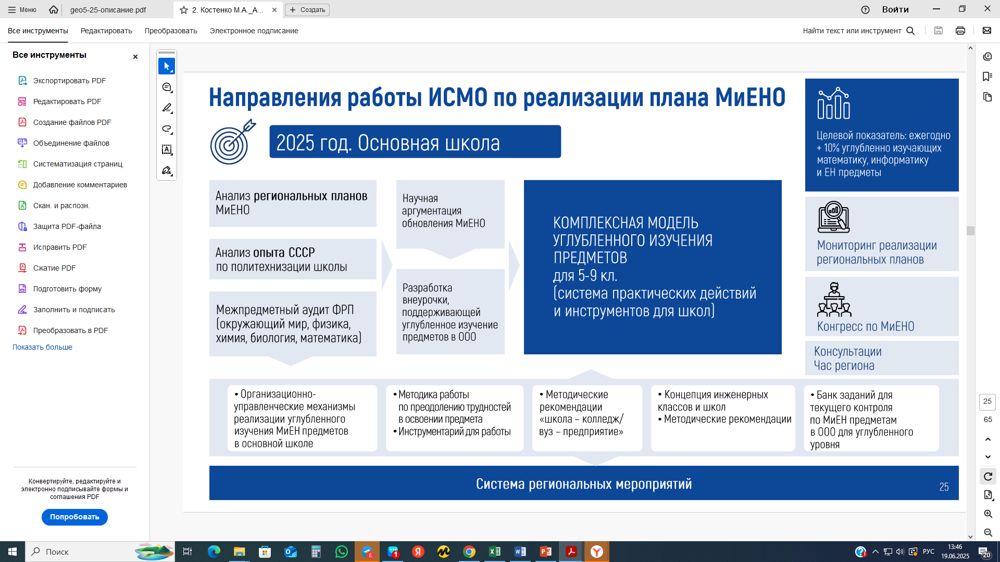 Меню
geo5-25-описание.pdf
2. Костенко М.А._А...
Создать
Войти
Все инструменты
Редактировать
Преобразовать
Электронное подписание
Найти текст или инструмент
Все инструменты
Экспортировать PDF
Редактировать PDF
Создание файлов PDF
Объединение файлов
Систематизация страниц
Добавление комментариев
Скан. и распозн.
Защита PDF-файла
Исправить PDF
Сжатие PDF
Подготовить форму
Заполнить и подписать
Преобразовать в PDF
Показать больше
Конвертируйте, редактируйте и
электронно подписывайте формы и
соглашения PDF
Попробовать
Направления работы ИСМО по реализации плана МиЕНО
2025 год. Основная школа
Целевой показатель: ежегодно
+ 10% углубленно изучающих
математику, информатику
и ЕН предметы
Анализ региональных планов
МиЕНО
Анализ опыта СССР
по политехнизации школы
Межпредметный аудит ФРП
(окружающий мир, физика,
химия, биология, математика)
Научная
аргументация
обновления МиЕНО
Разработка
внеурочки,
поддерживающей
углубленное изучение
предметов в ООО
КОМПЛЕКСНАЯ МОДЕЛЬ
УГЛУБЛЕННОГО ИЗУЧЕНИЯ
ПРЕДМЕТОВ
для 5-9 кл.
(система практических действий
и инструментов для школ)
Мониторинг реализации
региональных планов
Конгресс по МиЕНО
Консультации
Час региона
• Организационно-
управленческие механизмы
реализации углубленного
изучения МиЕН предметов
в основной школе
• Методика работы
по преодолению трудностей
в освоении предмета
• Инструментарий для работы
• Методические
рекомендации
«школа – колледж/
вуз – предприятие»
• Концепция инженерных
классов и школ
• Методические рекомендации
• Банк заданий для
текущего контроля
по МиЕН предметам
в ООО для углубленного
уровня
Система региональных мероприятий
25
25
65
Поиск
6
1
РУС
13:46
19.06.2025
20